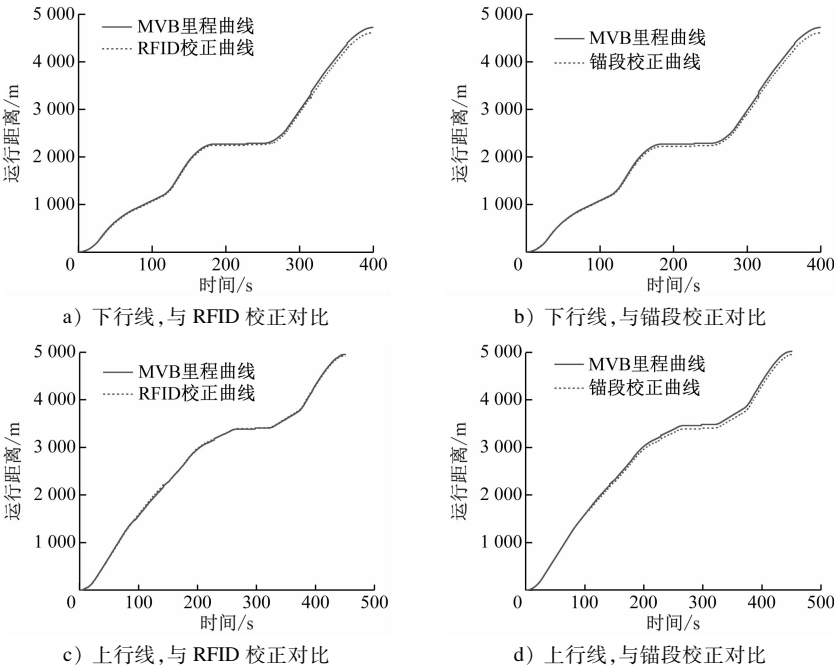 5 000
4 000
3 000
2 000
1 000
0
100
200
300
400
运行距离/m
时间/s
MVB里程曲线
RFID校正曲线
a) 下行线,与 RFID 校正对比
5 000
4 000
3 000
2 000
1 000
0
100
200
300
400
运行距离/m
时间/s
MVB里程曲线
锚段校正曲线
b) 下行线,与锚段校正对比
5 000
4 000
3 000
2 000
1 000
0
100
200
300
400
500
运行距离/m
时间/s
MVB里程曲线
RFID校正曲线
c) 上行线,与 RFID 校正对比
5 000
4 000
3 000
2 000
1 000
0
100
200
300
400
500
运行距离/m
时间/s
MVB里程曲线
锚段校正曲线
d) 上行线,与锚段校正对比